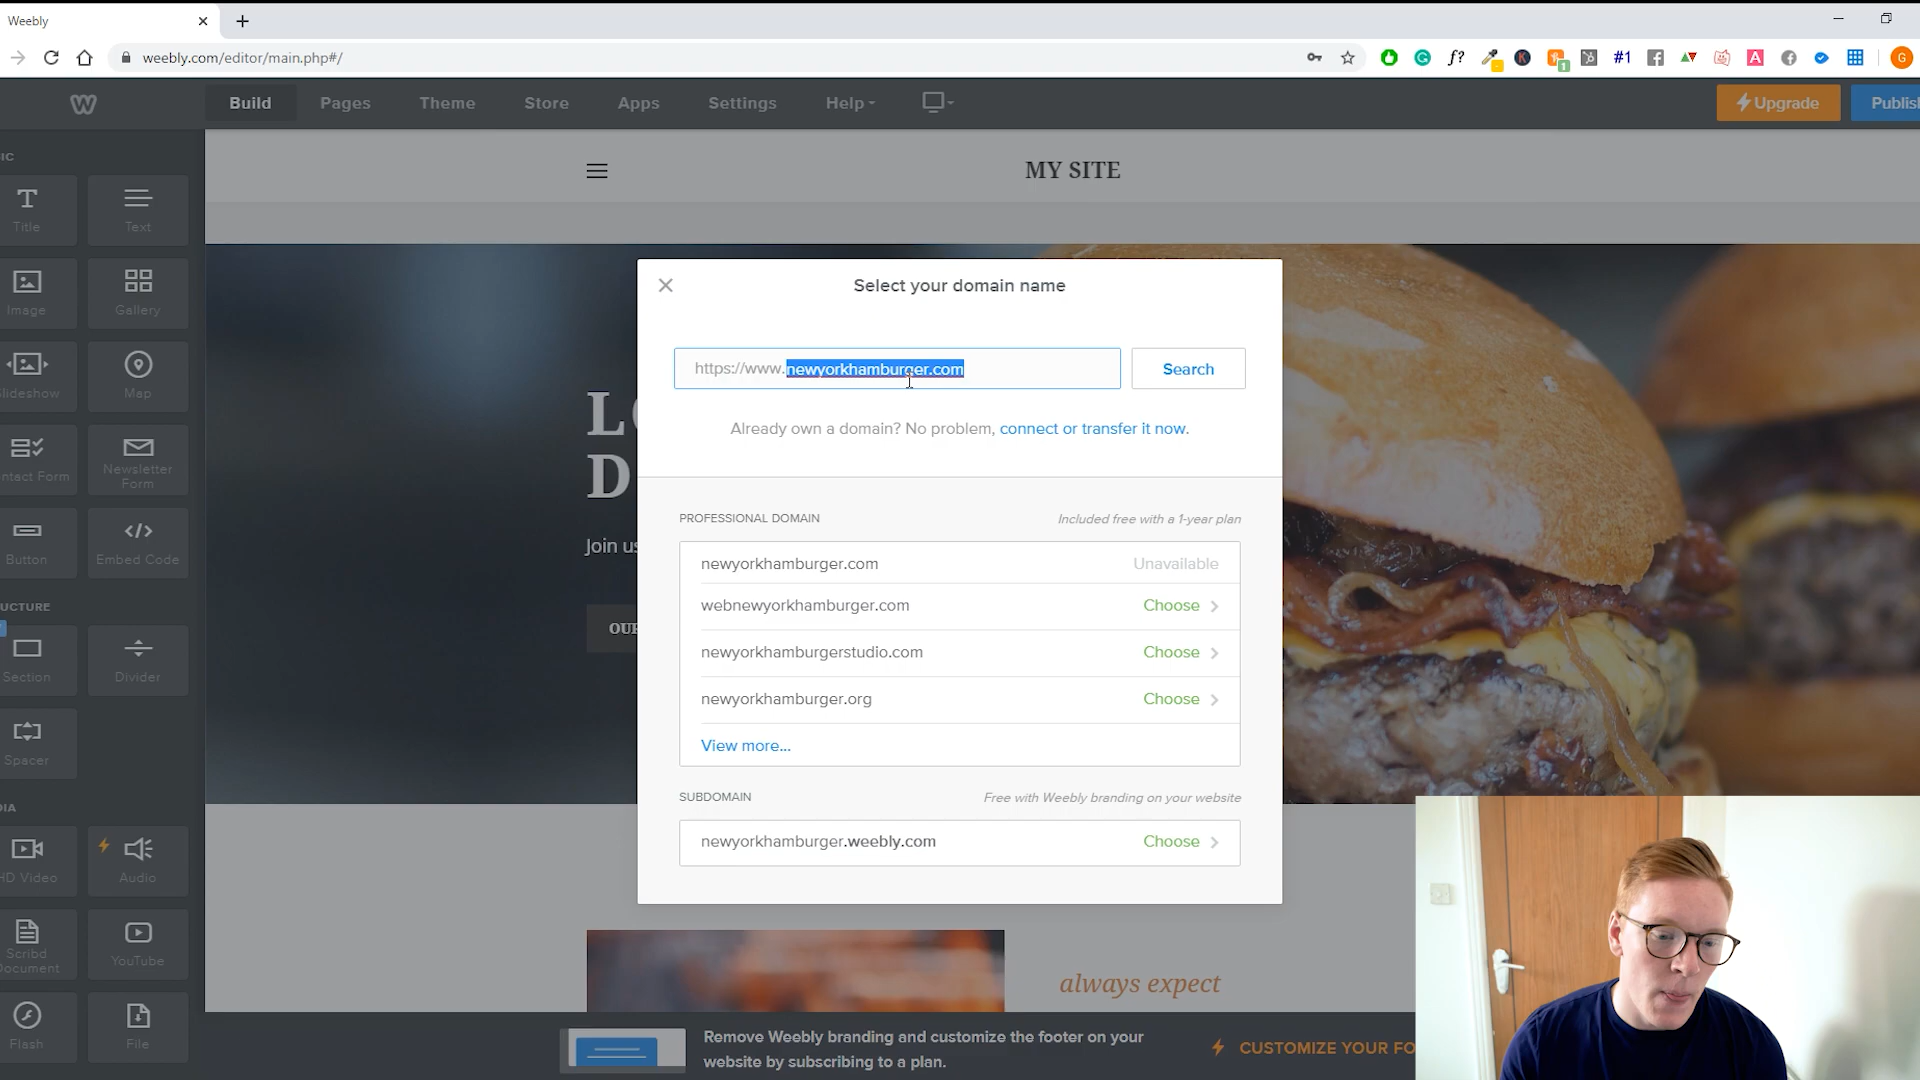 Weebly
weebly.com/editor/main.php#/
f?
#1
G
Build
Pages
Theme
Store
Apps
Settings
Help
Upgrade
MY SITE
Title
Text
Image
Gallery
Map
Newsletter
Form
Button
Embed Code
Section
Divider
Spacer
Audio
Scribd
YouTube
Flash
File
Join us
Select your domain name
https://www.newyorkhamburger.com
Search
Already own a domain? No problem, connect or transfer it now.
PROFESSIONAL DOMAIN
Included free with a 1-year plan
newyorkhamburger.com
Unavailable
webnewyorkhamburger.com
Choose
newyorkhamburgerstudio.com
Choose
newyorkhamburger.org
Choose
View more...
SUBDOMAIN
Free with Weebly branding on your website
newyorkhamburger.weebly.com
Choose
always expect
Remove Weebly branding and customize the footer on your
website by subscribing to a plan.
CUSTOMIZE YOUR FO